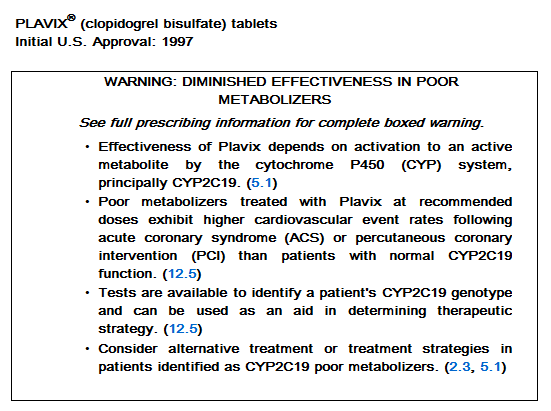 PLAVIX® (clopidogrel bisulfate) tablets
Initial U.S. Approval: 1997
WARNING: DIMINISHED EFFECTIVENESS IN POOR
METABOLIZERS
See full prescribing information for complete boxed warning.
• Effectiveness of Plavix depends on activation to an active
metabolite by the cytochrome P450 (CYP) system,
principally CYP2C19. (5.1)
• Poor metabolizers treated with Plavix at recommended
doses exhibit higher cardiovascular event rates following
acute coronary syndrome (ACS) or percutaneous coronary
intervention (PCI) than patients with normal CYP2C19
function. (12.5)
• Tests are available to identify a patient's CYP2C19 genotype
and can be used as an aid in determining therapeutic
strategy. (12.5)
• Consider alternative treatment or treatment strategies in
patients identified as CYP2C19 poor metabolizers. (2.3, 5.1)